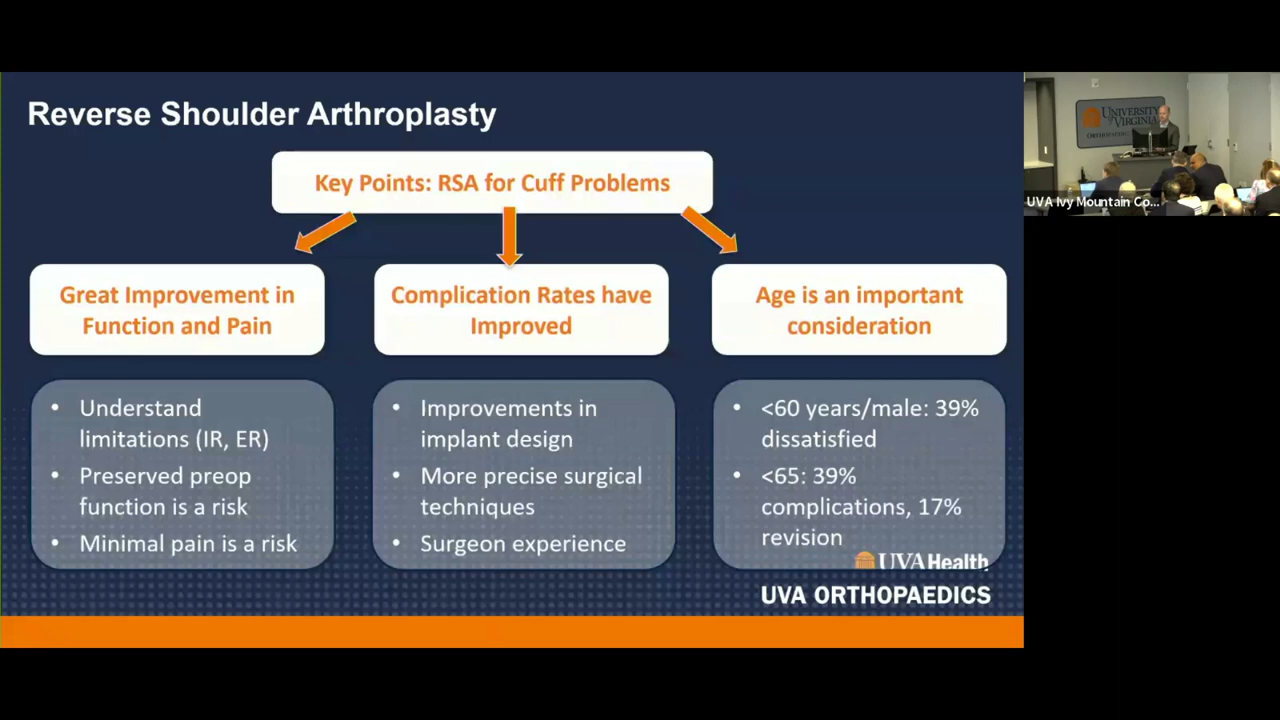 Reverse Shoulder Arthroplasty
Key Points: RSA for Cuff Problems
Great Improvement in
Function and Pain
Complication Rates have
Improved
Age is an important
consideration
• Understand
limitations (IR, ER)
• Preserved preop
function is a risk
• Minimal pain is a risk
• Improvements in
implant design
• More precise surgical
techniques
• Surgeon experience
• <60 years/male: 39%
dissatisfied
• <65: 39%
complications, 17%
revision
UVA Health
UVA ORTHOPAEDICS
UNIVERSITY
of VIRGINIA
UVA Ivy Mountain Co...